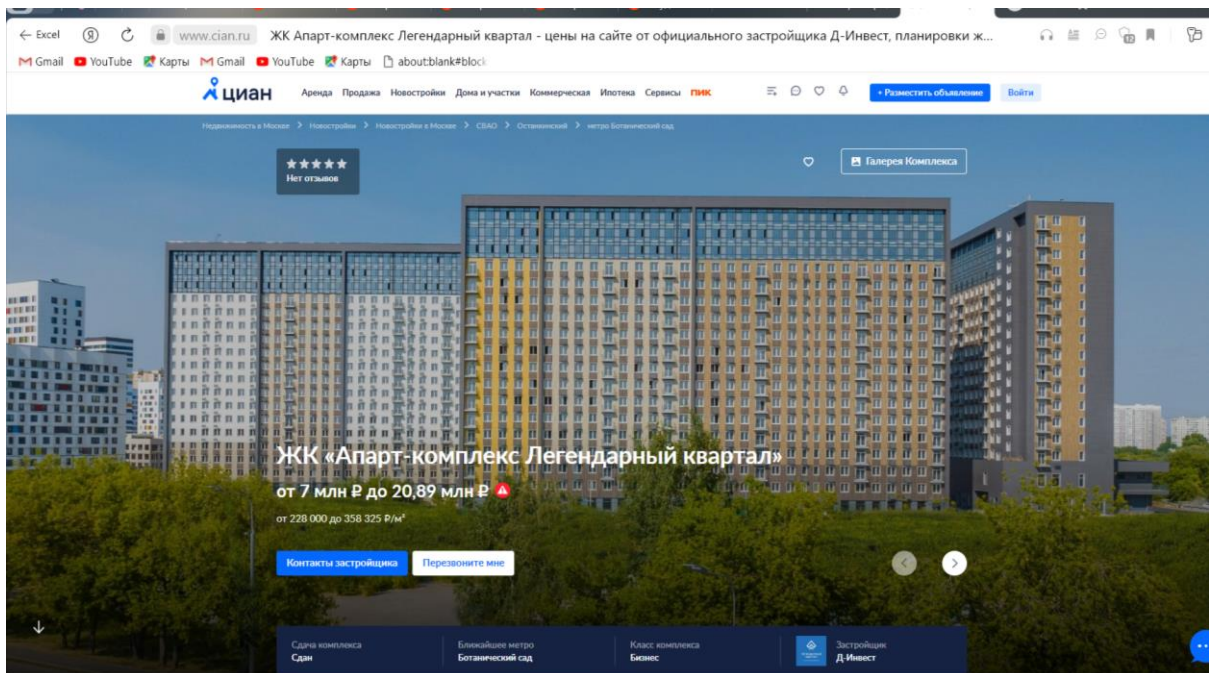 ← Excel
www.cian.ru ЖК Апарт-комплекс Легендарный квартал - цены на сайте от официального застройщика Д-Инвест, планировки ж...
Gmail YouTube Карты Gmail YouTube Карты about:blank#block
циан Аренда Продажа Новостройки Дома и участки Коммерческая Ипотека Сервисы ПИК + Разместить объявление Войти
Недвижимость в Москве > Новостройки > Новостройки в Москве > СВАО > Останкинский > метро Ботанический сад
Нет отзывов
Галерея Комплекса
ЖК «Апарт-комплекс Легендарный квартал»
от 7 млн ₽ до 20,89 млн ₽
от 228 000 до 358 325 ₽/м²
Контакты застройщика Перезвоните мне
Сдача комплекса Ближайшее метро Класс комплекса Застройщик
Сдан Ботанический сад Бизнес Д-Инвест